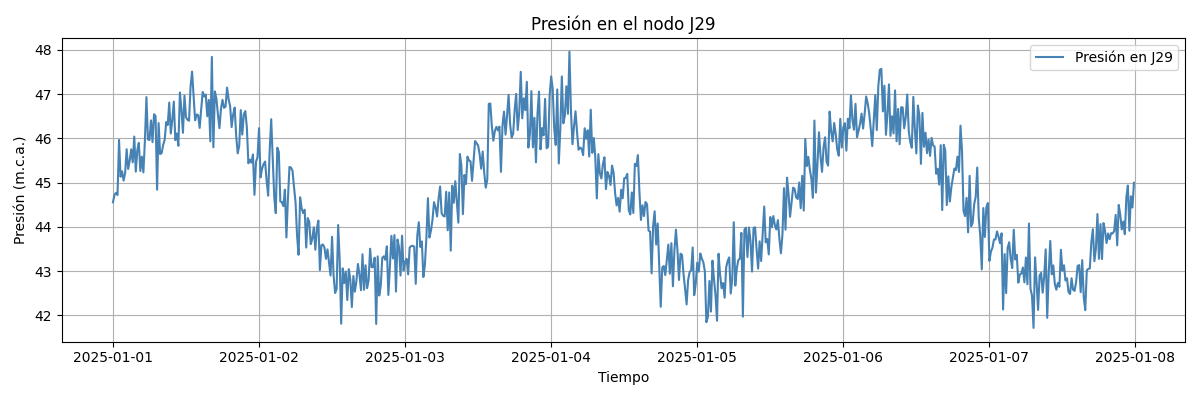 Presión en el nodo J29
Presión en J29
Presión (m.c.a.)
48
47
46
45
44
43
42
2025-01-01 2025-01-02 2025-01-03 2025-01-04 2025-01-05 2025-01-06 2025-01-07 2025-01-08
Tiempo